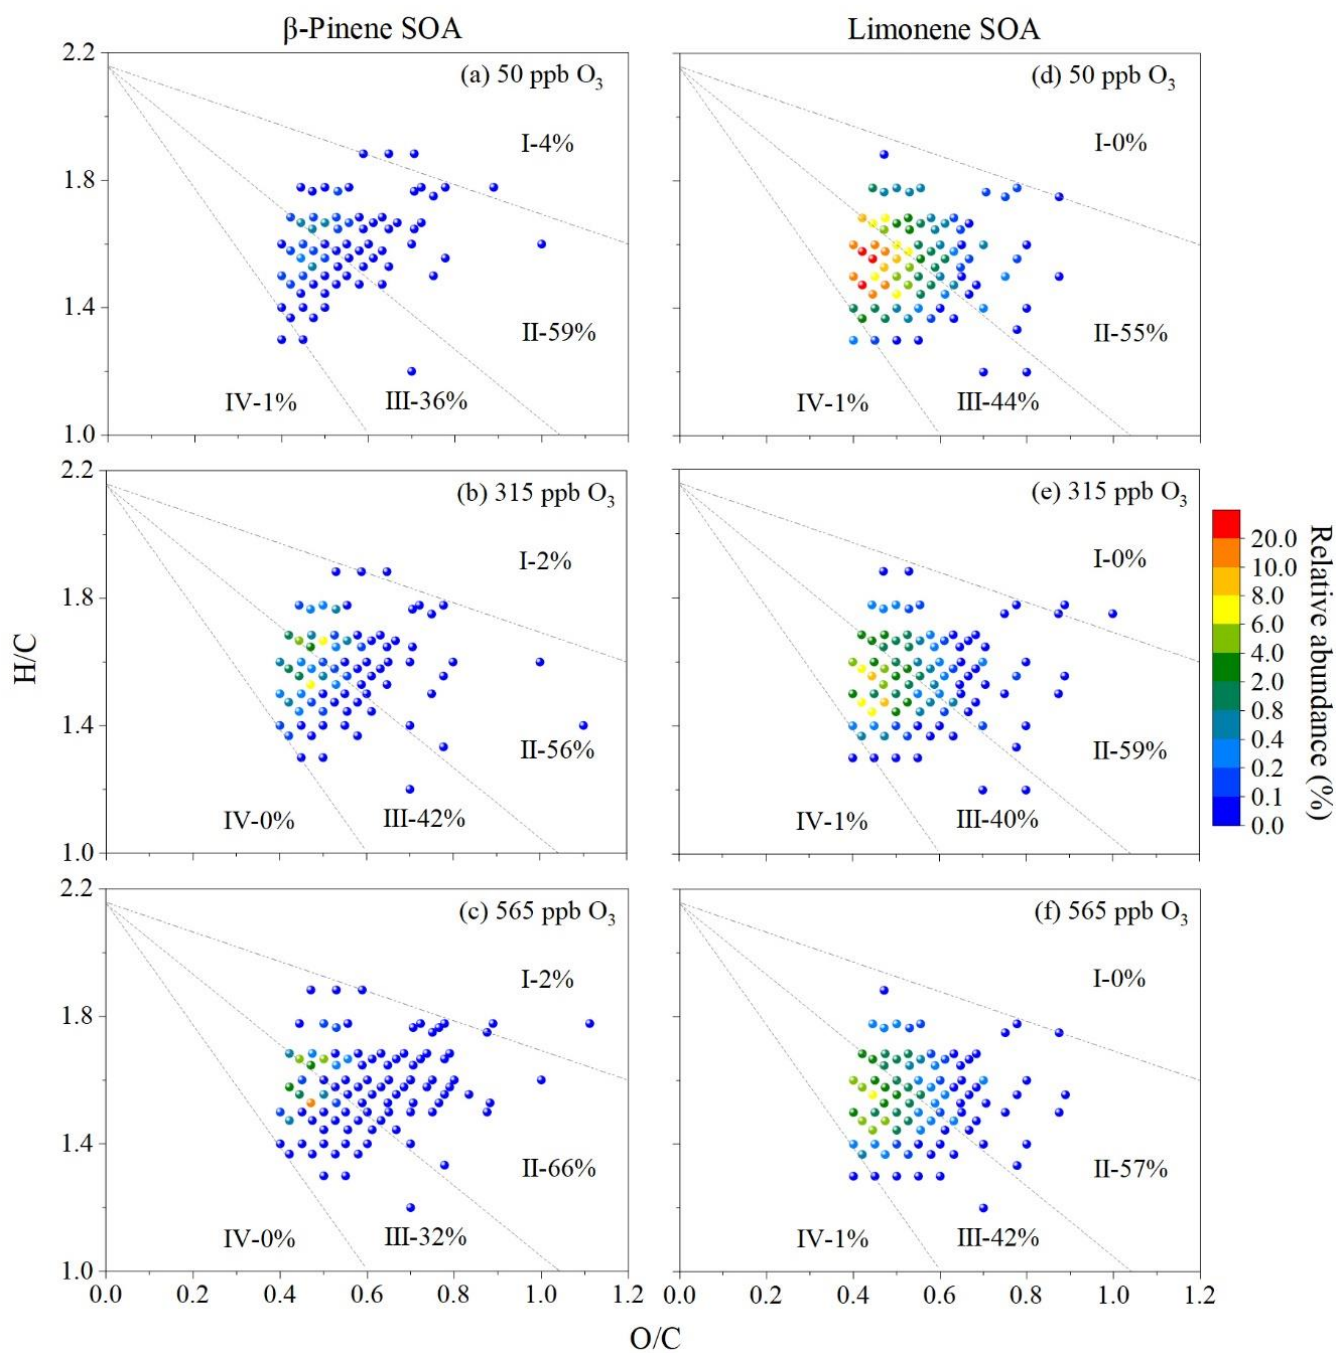 β-Pinene SOA
Limonene SOA
2.2
1.8
1.4
1.0
(a) 50 ppb O3
I-4%
II-59%
III-36%
IV-1%
(d) 50 ppb O3
I-0%
II-55%
III-44%
IV-1%
H/C
2.2
1.8
1.4
1.0
(b) 315 ppb O3
I-2%
II-56%
III-42%
IV-0%
(e) 315 ppb O3
I-0%
II-59%
III-40%
IV-1%
20.0
10.0
8.0
6.0
4.0
2.0
0.8
0.4
0.2
0.1
0.0
Relative abundance (%)
2.2
1.8
1.4
1.0
(c) 565 ppb O3
I-2%
II-66%
III-32%
IV-0%
(f) 565 ppb O3
I-0%
II-57%
III-42%
IV-1%
0.0 0.2 0.4 0.6 0.8 1.0 1.2
0.0 0.2 0.4 0.6 0.8 1.0 1.2
O/C